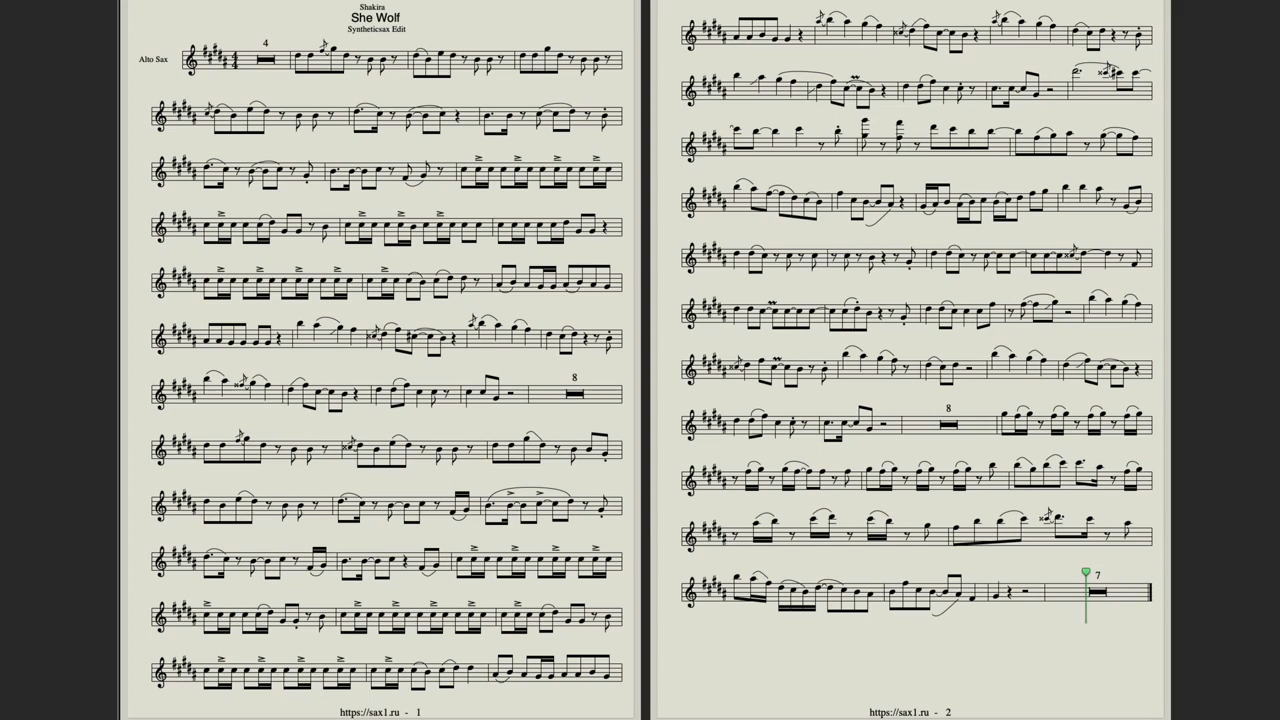 Shakira
She Wolf
Syntheticsax Edit
Alto Sax
4
8
https://sax1.ru - 1
8
7
https://sax1.ru - 2